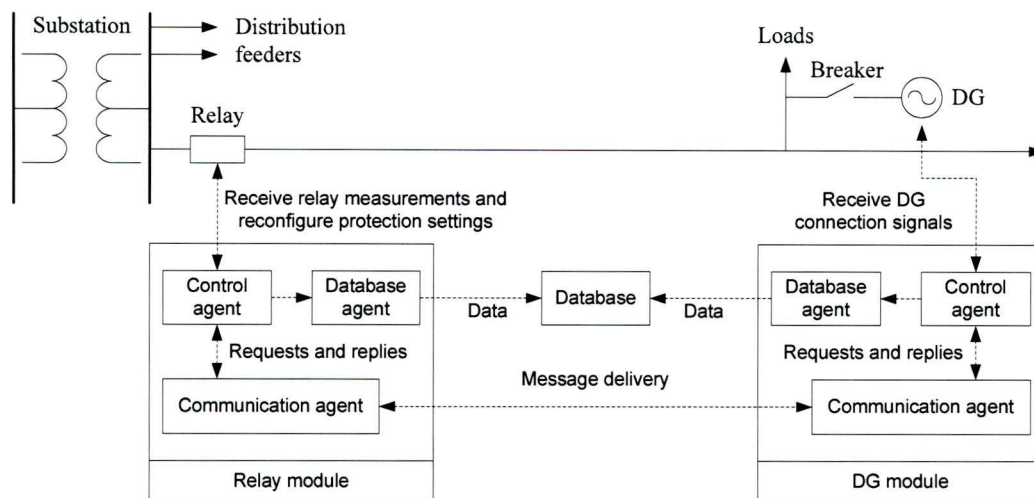 Substation
Distribution
feeders
Loads
Breaker
DG
Relay
Receive relay measurements and
reconfigure protection settings
Receive DG
connection signals
Control
agent
Database
agent
Data
Database
Data
Database
agent
Control
agent
Requests and replies
Requests and replies
Message delivery
Communication agent
Communication agent
Relay module
DG module